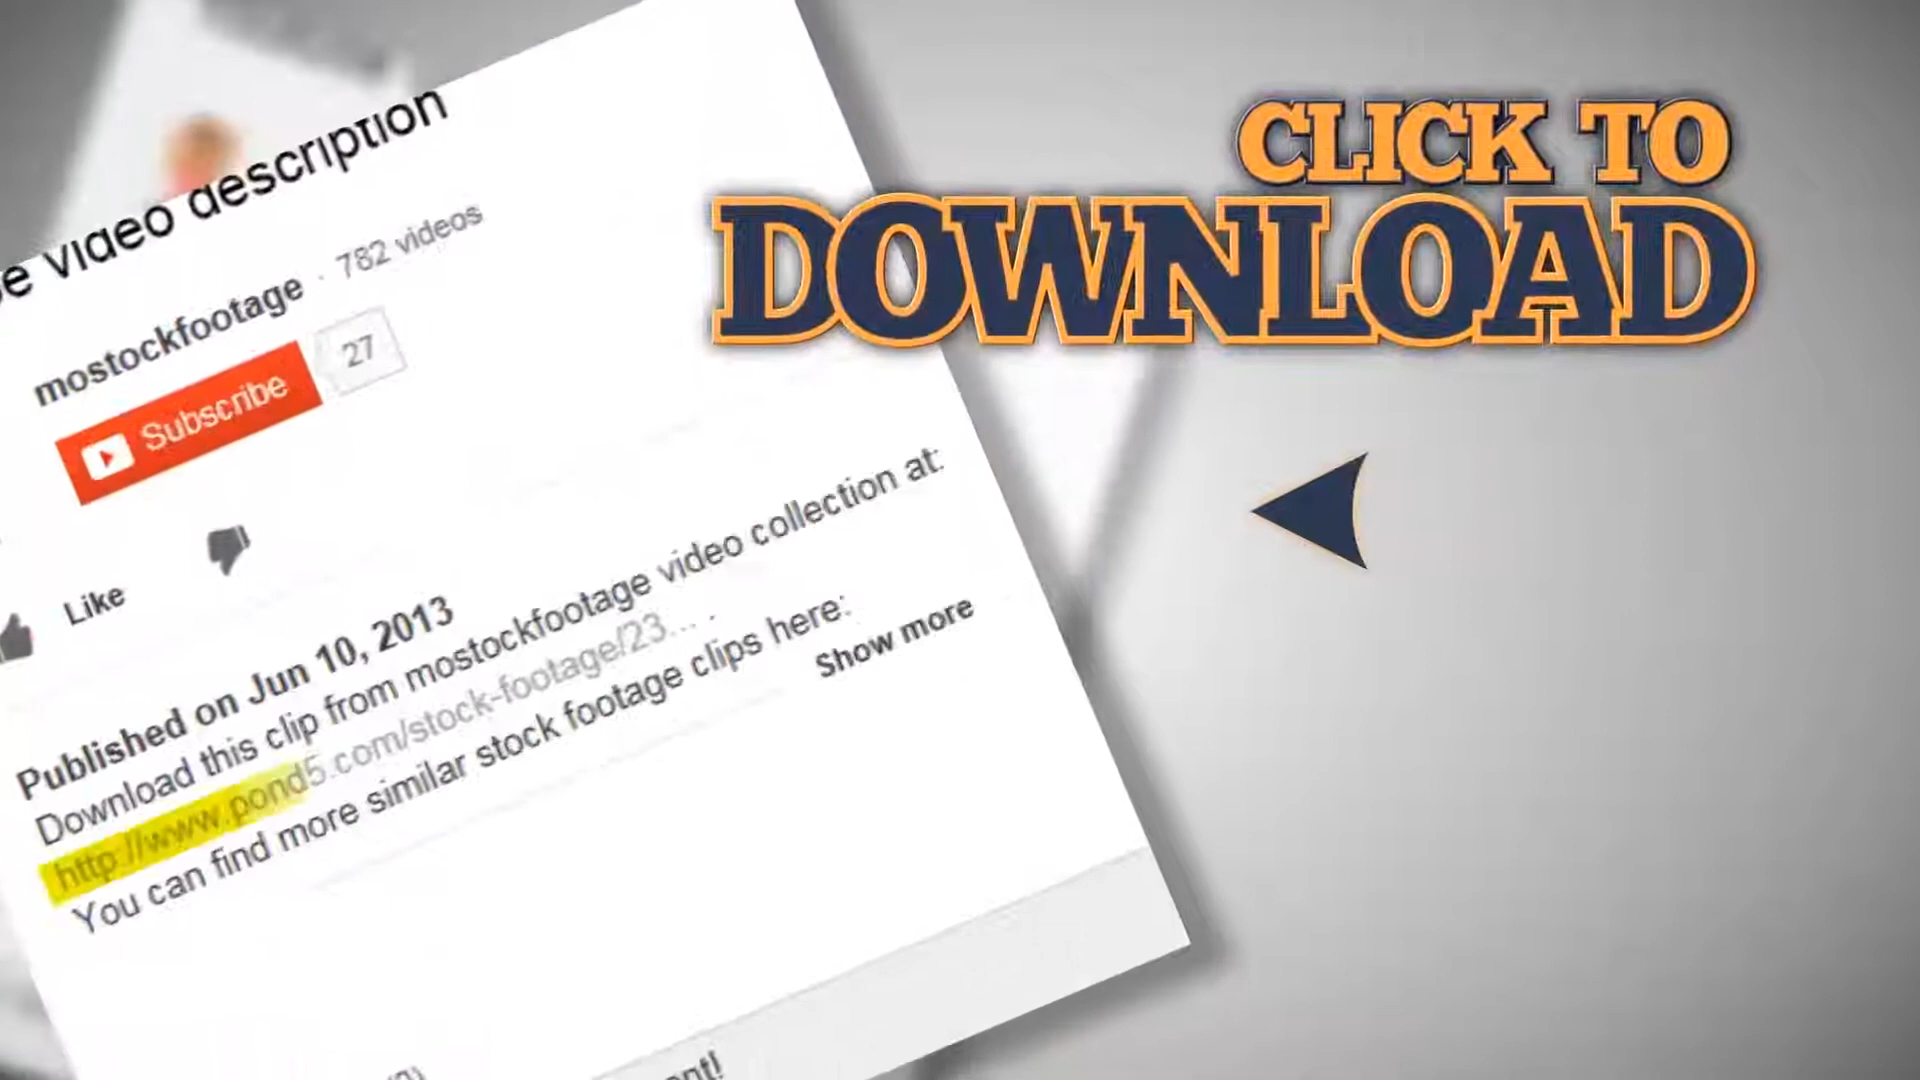 CLICK TO
DOWNLOAD
video description
mostockfootage · 782 videos
Subscribe 27
Like
Published on Jun 10, 2013
Download this clip from mostockfootage video collection at:
http://www.pond5.com/stock-footage/23... .
You can find more similar stock footage clips here:
Show more